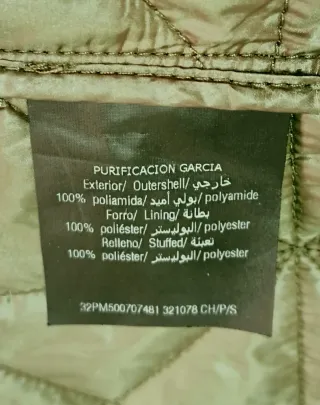 PURIFICACION GARCIA
Exterior/ Outershell/ خارجي
100% poliamida/بولي أميد/polyamide
Forro/ Lining/ بطانة
100% poliéster/ البوليستر/ polyester
Relleno/ Stuffed/ تعبئة
100% poliéster/ البوليستر/ polyester
32PM500707481 321078 CH/P/S